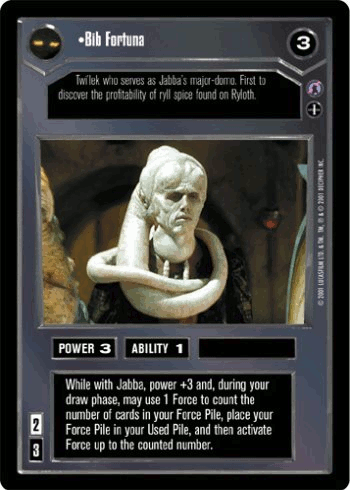 •Bib Fortuna
3
Twi'lek who serves as Jabba's major-domo. First to
discover the profitability of ryll spice found on Ryloth.
© 2001 LUCASFILM LTD. & TM. TM, ® & © 2001 DECIPHER INC.
POWER 3
ABILITY 1
While with Jabba, power +3 and, during your
draw phase, may use 1 Force to count the
number of cards in your Force Pile, place your
Force Pile in your Used Pile, and then activate
Force up to the counted number.
2
3